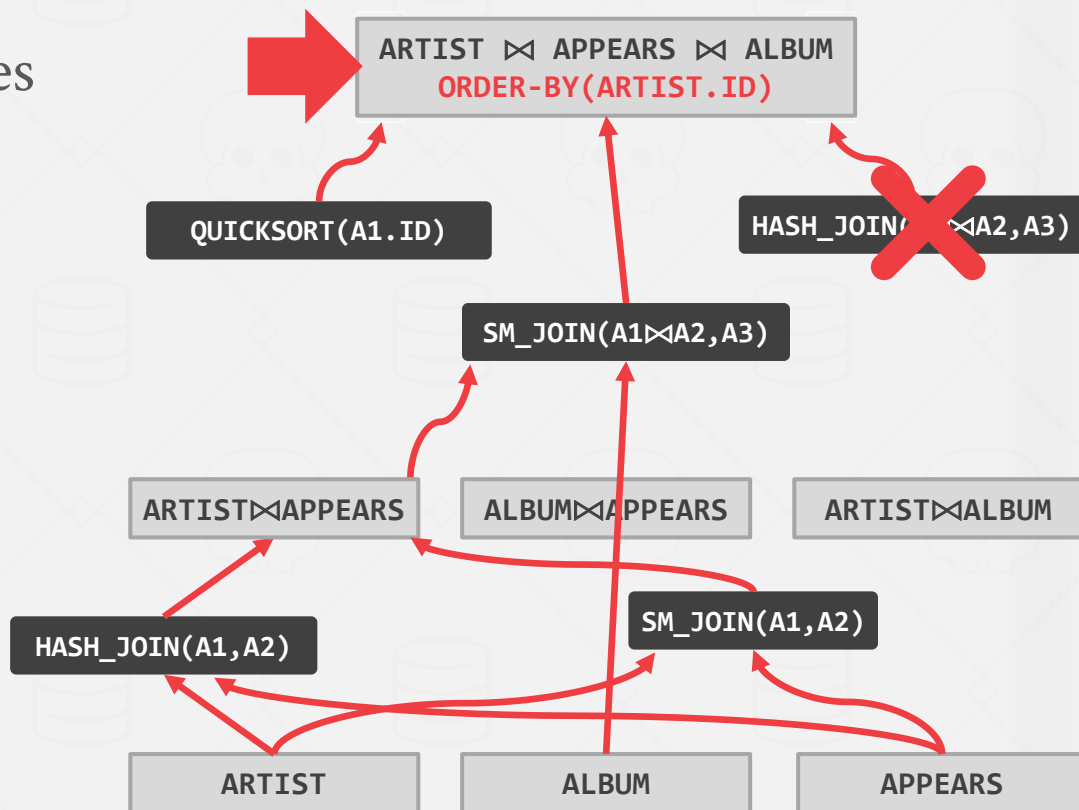 es
ARTIST ⋈ APPEARS ⋈ ALBUM
ORDER-BY(ARTIST.ID)
QUICKSORT(A1.ID)
HASH_JOIN( ⋈A2,A3)
SM_JOIN(A1⋈A2,A3)
ARTIST⋈APPEARS
ALBUM⋈APPEARS
ARTIST⋈ALBUM
HASH_JOIN(A1,A2)
SM_JOIN(A1,A2)
ARTIST
ALBUM
APPEARS